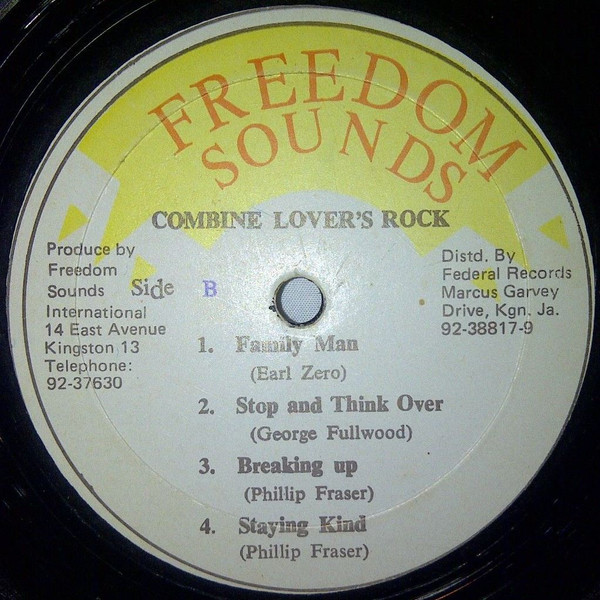 FREEDOM
SOUNDS
COMBINE LOVER'S ROCK
Produce by
Freedom
Sounds
International
14 East Avenue
Kingston 13
Telephone:
92-37630
Side B
Distd. By
Federal Records
Marcus Garvey
Drive, Kgn. Ja.
92-38817-9
1. Family Man
(Earl Zero)
2. Stop and Think Over
(George Fullwood)
3. Breaking up
(Phillip Fraser)
4. Staying Kind
(Phillip Fraser)